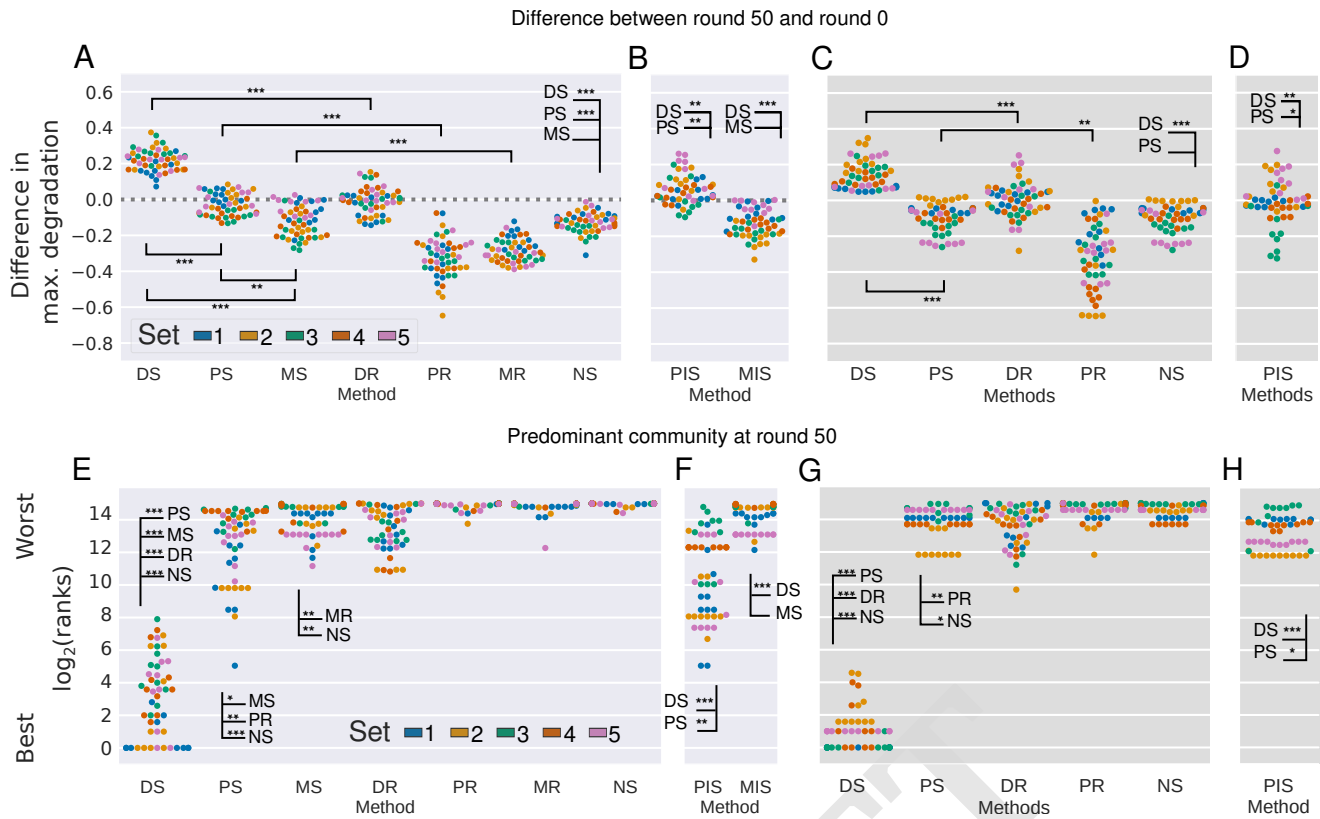 Difference between round 50 and round 0
A
B
C
D
Difference in
max. degradation
0.6
0.4
0.2
0.0
−0.2
−0.4
−0.6
−0.8
***
***
***
DS ***
PS ***
MS
***
**
***
Set 1 2 3 4 5
DS PS MS DR PR MR NS
Method
DS **
PS **
DS ***
MS
PIS MIS
Method
***
**
DS ***
PS
***
DS PS DR PR NS
Methods
DS **
PS *
PIS
Methods
Predominant community at round 50
E
F
G
H
Worst
Best
log2(ranks)
14
12
10
8
6
4
2
0
*** PS
*** MS
*** DR
*** NS
* MS
** PR
*** NS
** MR
** NS
Set 1 2 3 4 5
DS PS MS DR PR MR NS
Method
*** DS
MS
DS ***
PS **
PIS MIS
Method
*** PS
*** DR
*** NS
** PR
* NS
DS PS DR PR NS
Methods
DS ***
PS *
PIS
Method